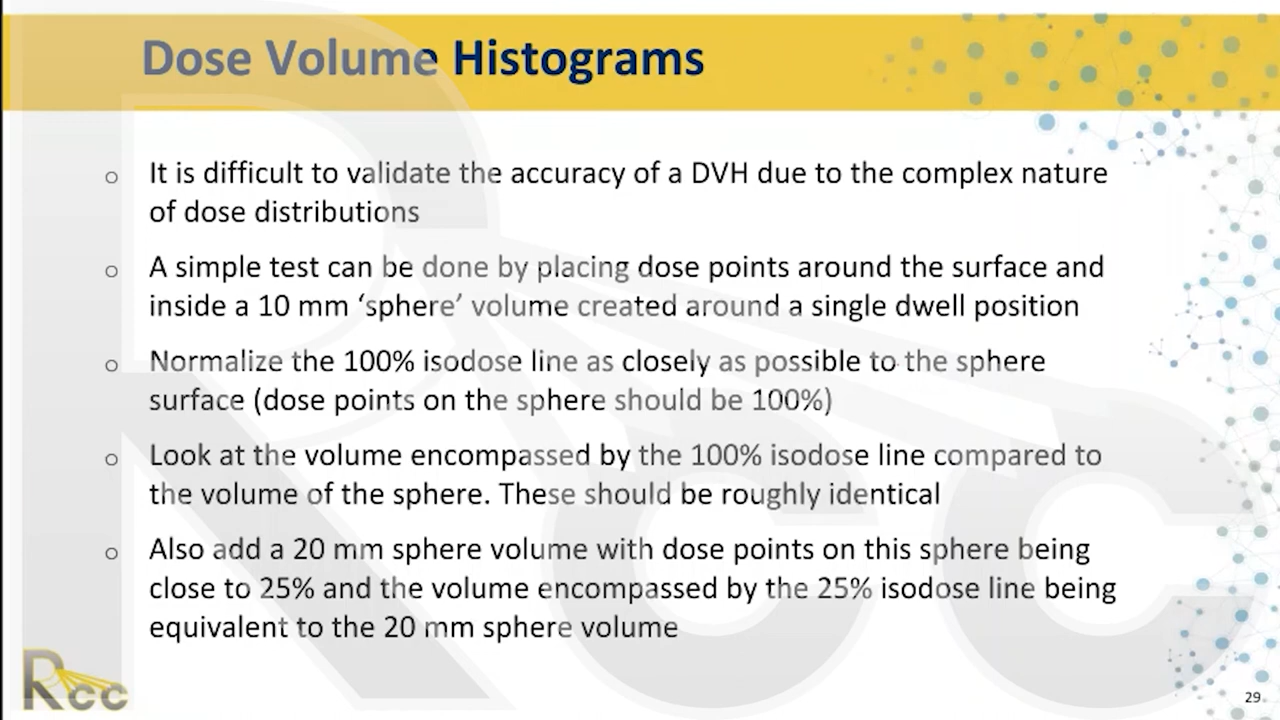 Dose Volume Histograms
o It is difficult to validate the accuracy of a DVH due to the complex nature
of dose distributions
o A simple test can be done by placing dose points around the surface and
inside a 10 mm ‘sphere’ volume created around a single dwell position
o Normalize the 100% isodose line as closely as possible to the sphere
surface (dose points on the sphere should be 100%)
o Look at the volume encompassed by the 100% isodose line compared to
the volume of the sphere. These should be roughly identical
o Also add a 20 mm sphere volume with dose points on this sphere being
close to 25% and the volume encompassed by the 25% isodose line being
equivalent to the 20 mm sphere volume
Rcc
Rcc
29